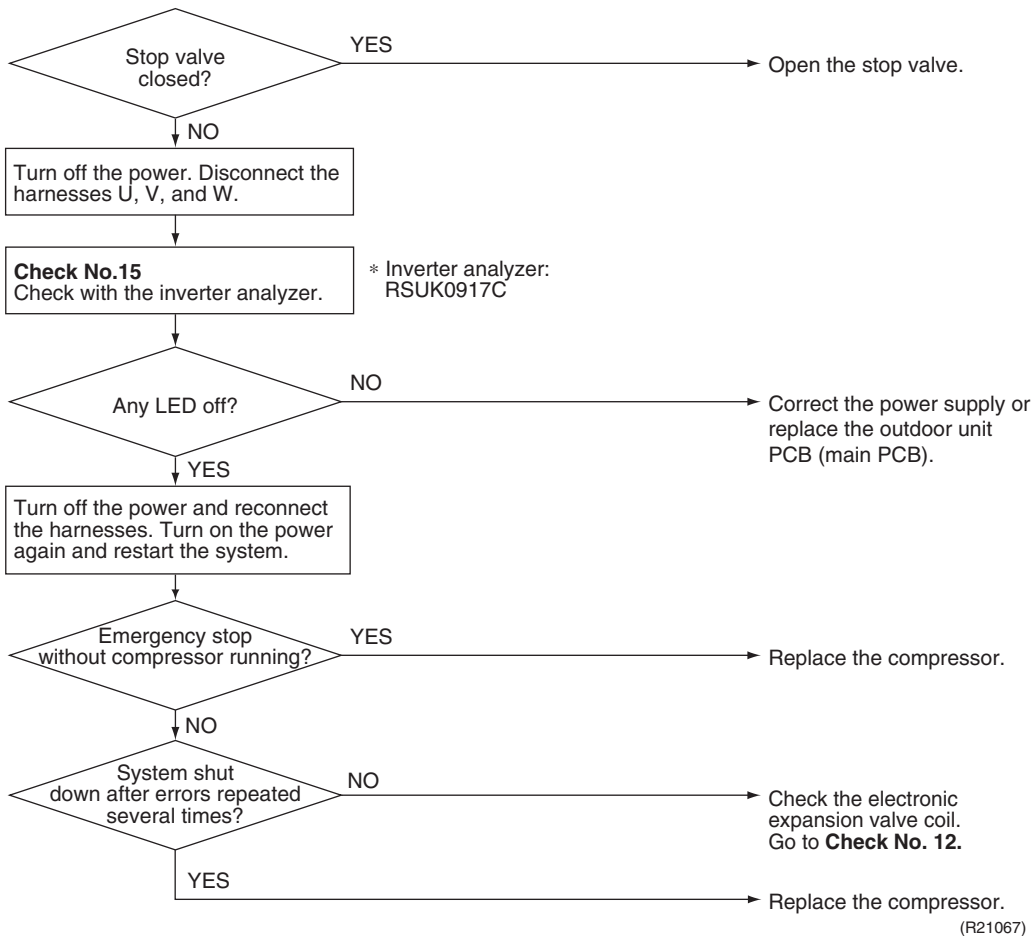 Stop valve
closed?
YES
Open the stop valve.
NO
Turn off the power. Disconnect the
harnesses U, V, and W.
Check No.15
Check with the inverter analyzer.
* Inverter analyzer:
RSUK0917C
Any LED off?
NO
Correct the power supply or
replace the outdoor unit
PCB (main PCB).
YES
Turn off the power and reconnect
the harnesses. Turn on the power
again and restart the system.
Emergency stop
without compressor running?
YES
Replace the compressor.
NO
System shut
down after errors repeated
several times?
NO
Check the electronic
expansion valve coil.
Go to Check No. 12.
YES
Replace the compressor.
(R21067)